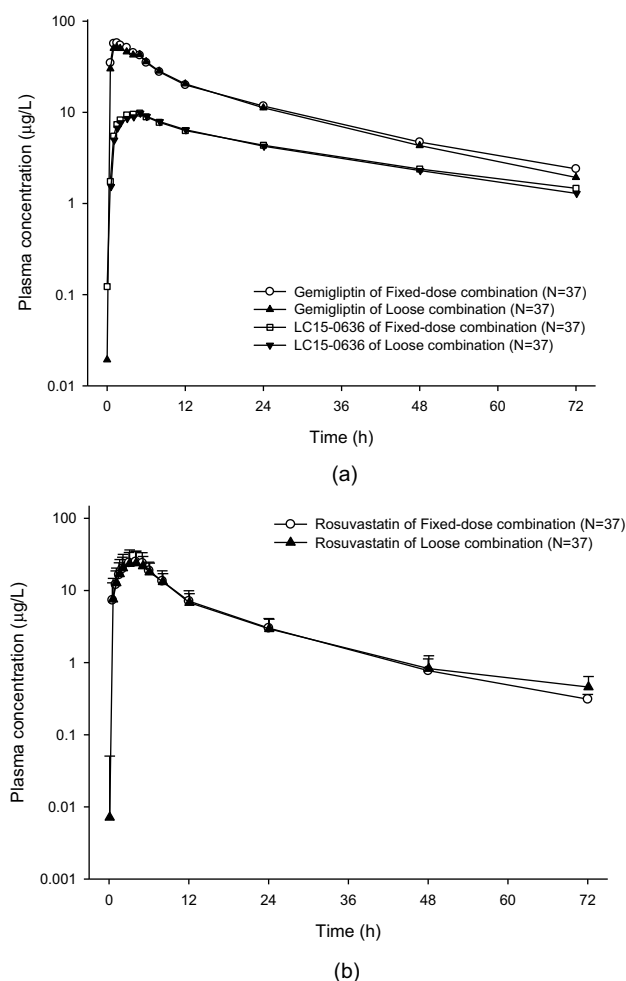 100
10
1
0.1
0.01
Plasma concentration (µg/L)
Gemigliptin of Fixed-dose combination (N=37)
Gemigliptin of Loose combination (N=37)
LC15-0636 of Fixed-dose combination (N=37)
LC15-0636 of Loose combination (N=37)
0 12 24 36 48 60 72
Time (h)
(a)
100
10
1
0.1
0.01
0.001
Plasma concentration (µg/L)
Rosuvastatin of Fixed-dose combination (N=37)
Rosuvastatin of Loose combination (N=37)
0 12 24 36 48 60 72
Time (h)
(b)